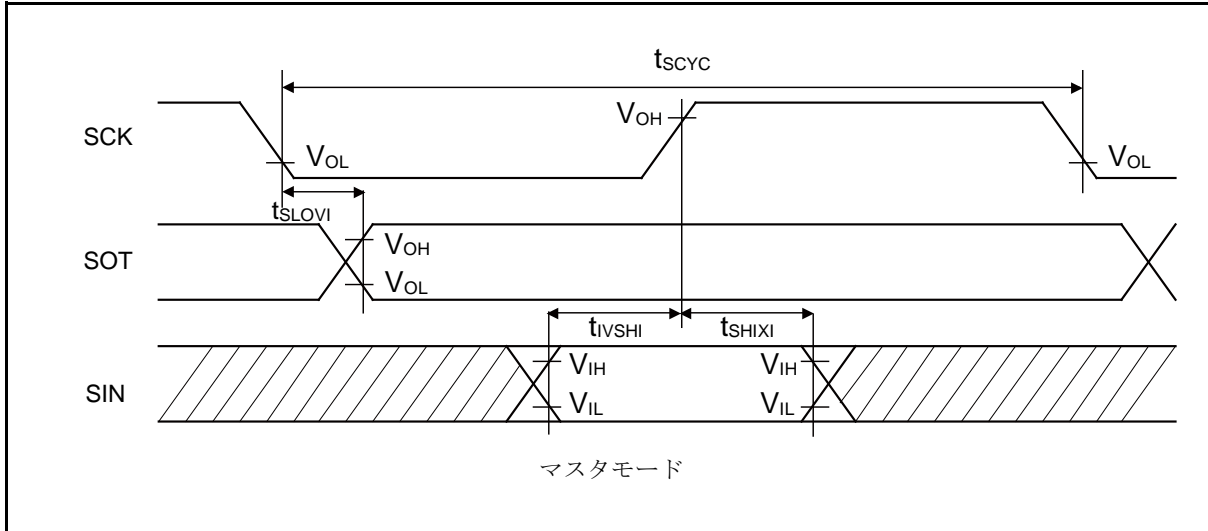 tSCYC
SCK
VOH
VOL
VOL
tSLOVI
SOT
VOH
VOL
tIVSHI
tSHIXI
SIN
VIH
VIH
VIL
VIL
マスタモード